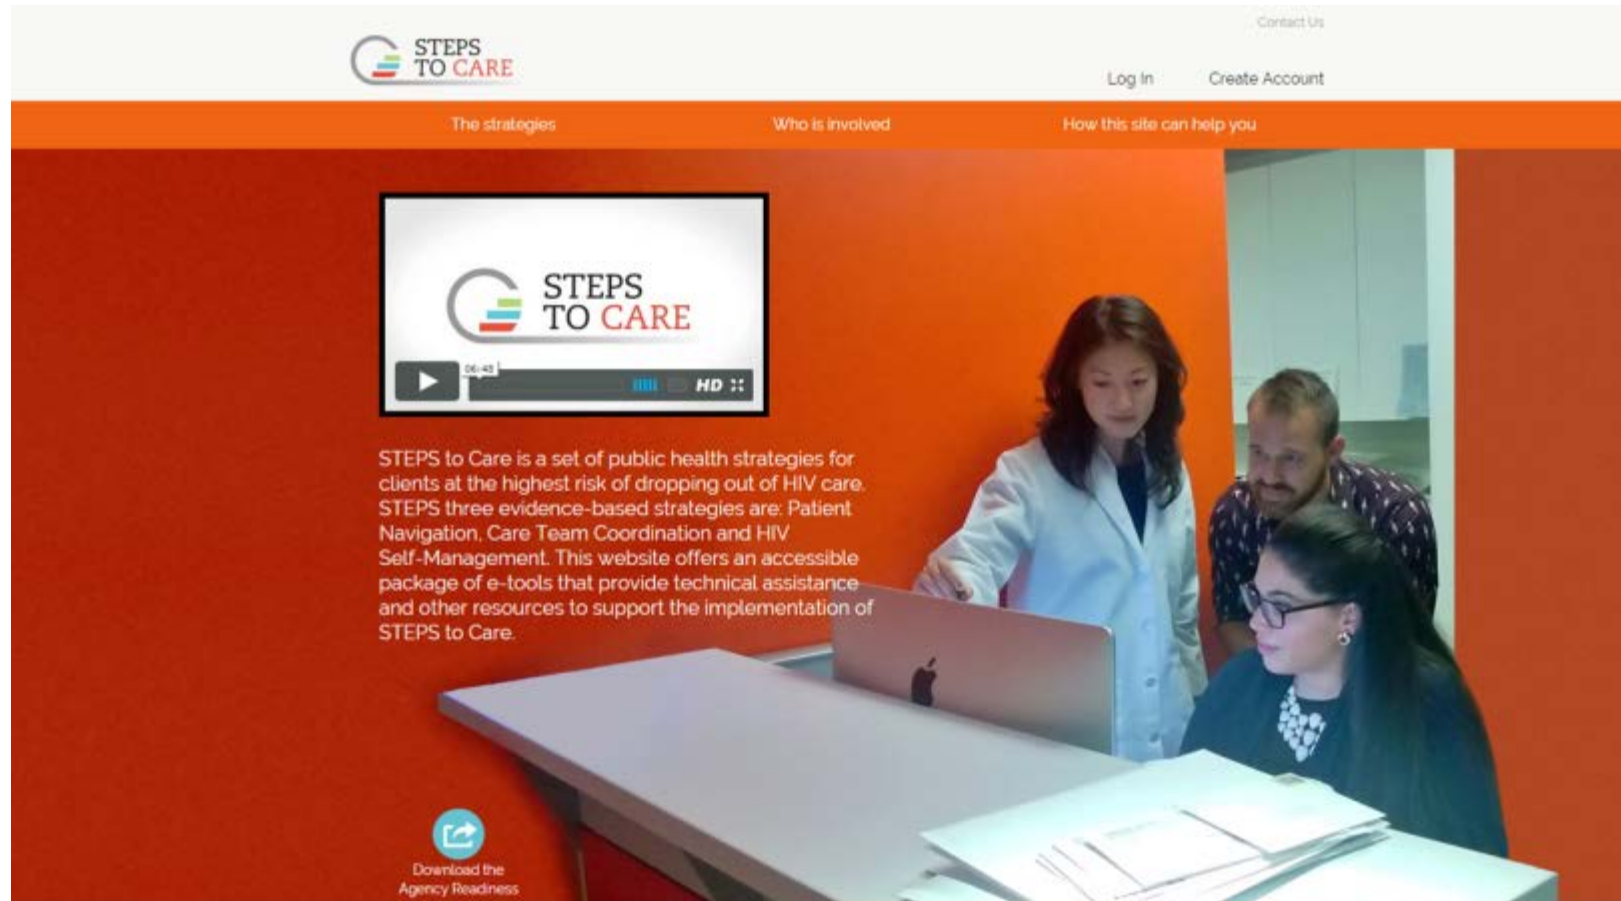 Contact Us
STEPS
TO CARE
Log In Create Account
The strategies Who is involved How this site can help you
STEPS
TO CARE
06:48
HD
STEPS to Care is a set of public health strategies for
clients at the highest risk of dropping out of HIV care.
STEPS three evidence-based strategies are: Patient
Navigation, Care Team Coordination and HIV
Self-Management. This website offers an accessible
package of e-tools that provide technical assistance
and other resources to support the implementation of
STEPS to Care.
Download the
Agency Readiness